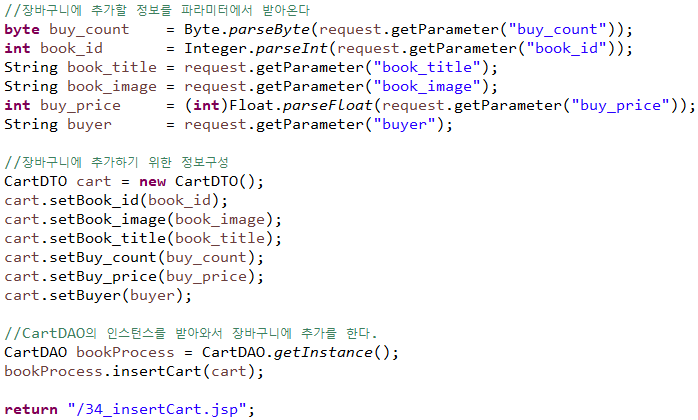 //장바구니에 추가할 정보를 파라미터에서 받아온다
byte buy_count = Byte.parseByte(request.getParameter("buy_count"));
int book_id = Integer.parseInt(request.getParameter("book_id"));
String book_title = request.getParameter("book_title");
String book_image = request.getParameter("book_image");
int buy_price = (int)Float.parseFloat(request.getParameter("buy_price"));
String buyer = request.getParameter("buyer");
//장바구니에 추가하기 위한 정보구성
CartDTO cart = new CartDTO();
cart.setBook_id(book_id);
cart.setBook_image(book_image);
cart.setBook_title(book_title);
cart.setBuy_count(buy_count);
cart.setBuy_price(buy_price);
cart.setBuyer(buyer);
//CartDAO의 인스턴스를 받아와서 장바구니에 추가를 한다.
CartDAO bookProcess = CartDAO.getInstance();
bookProcess.insertCart(cart);
return "/34_insertCart.jsp";